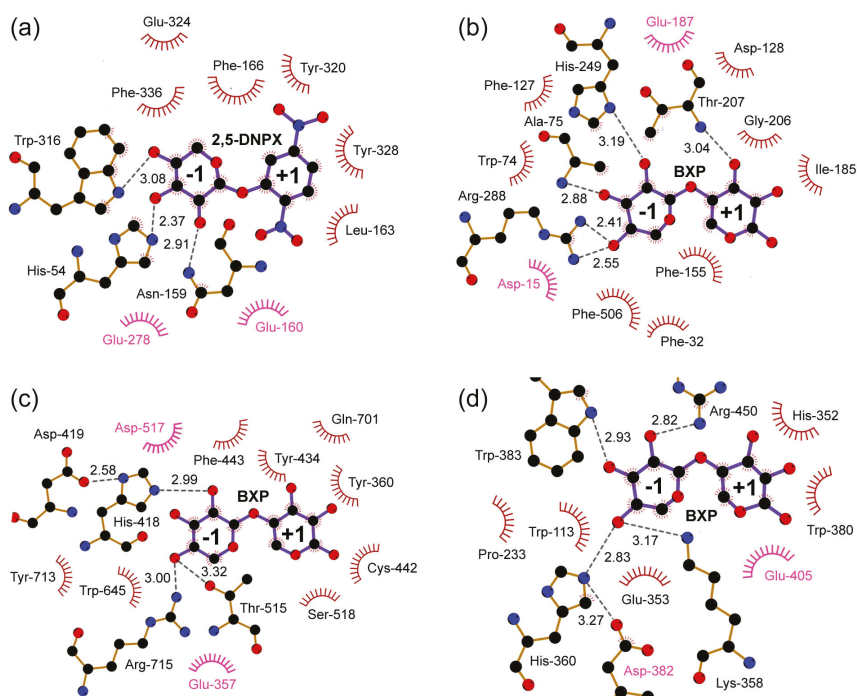 (a)
Glu-324
Phe-166
Tyr-320
Phe-336
2,5-DNPX
Trp-316
-1
+1
Tyr-328
3.08
2.37
Leu-163
2.91
His-54
Asn-159
Glu-278
Glu-160
(b)
Glu-187
His-249
Asp-128
Phe-127
Thr-207
Ala-75
Gly-206
3.19
3.04
Trp-74
BXP
Ile-185
2.88
-1
+1
Arg-288
2.41
2.55
Phe-155
Asp-15
Phe-506
Phe-32
(c)
Asp-517
Gln-701
Asp-419
Phe-443
Tyr-434
2.58
2.99
BXP
Tyr-360
His-418
-1
+1
Tyr-713
Trp-645
3.00
3.32
Cys-442
Thr-515
Ser-518
Arg-715
Glu-357
(d)
2.82
Arg-450
His-352
2.93
Trp-383
-1
+1
BXP
Trp-113
3.17
Trp-380
Pro-233
2.83
Glu-405
Glu-353
3.27
His-360
Asp-382
Lys-358